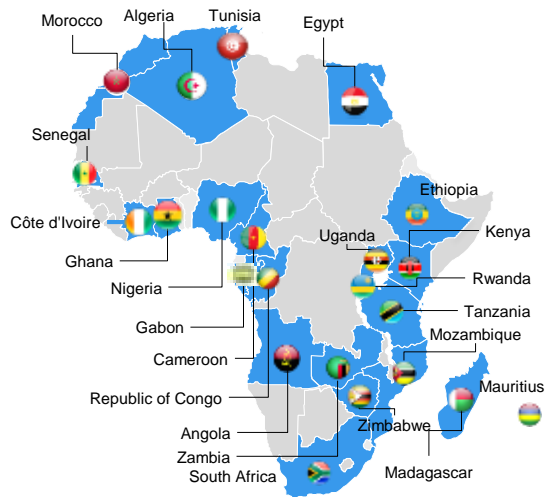 Algeria
Tunisia
Morocco
Egypt
Senegal
Ethiopia
Côte d'Ivoire
Uganda
Kenya
Ghana
Rwanda
Nigeria
Tanzania
Gabon
Mozambique
Cameroon
Mauritius
Republic of Congo
Zimbabwe
Angola
Zambia
South Africa
Madagascar